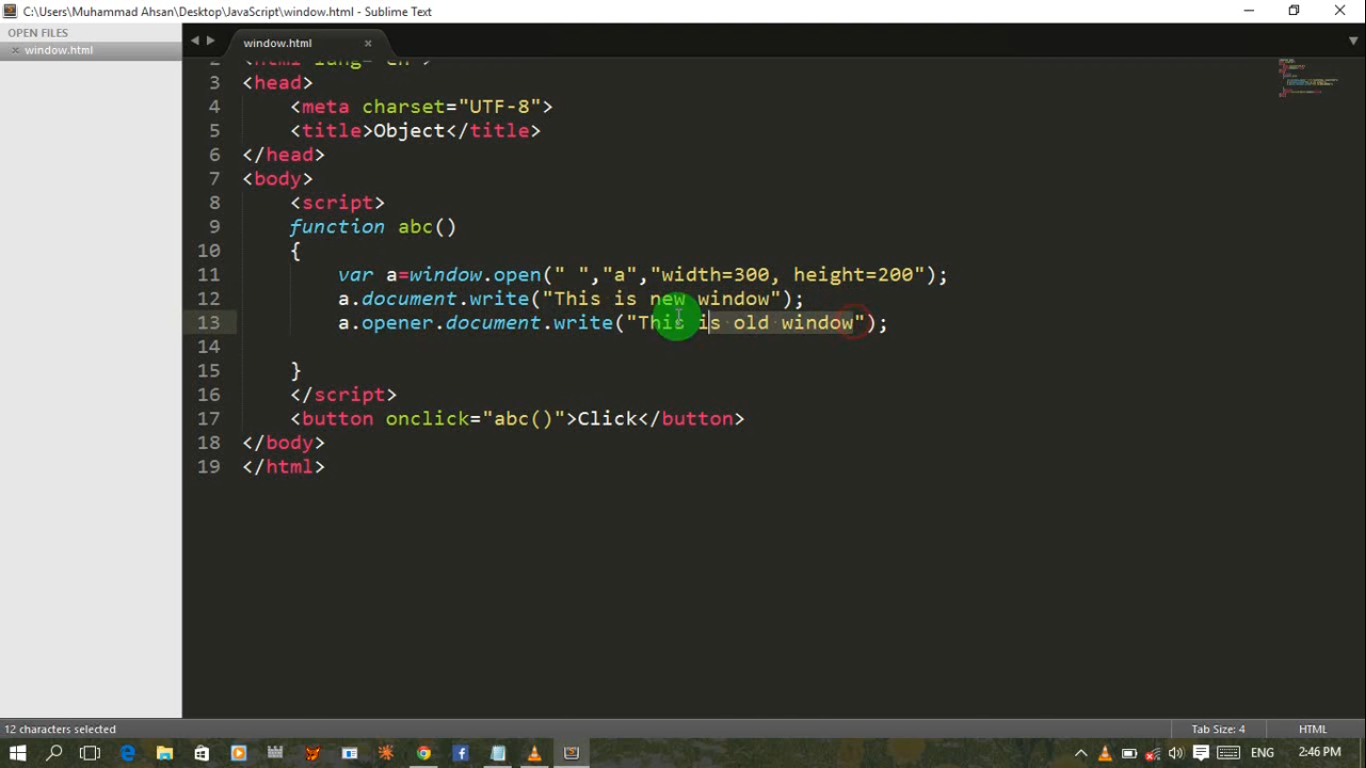 C:\Users\Muhammad Ahsan\Desktop\JavaScript\window.html - Sublime Text
OPEN FILES
window.html
window.html
3 <head>
4 <meta charset="UTF-8">
5 <title>Object</title>
6 </head>
7 <body>
8 <script>
9 function abc()
10 {
11 var a=window.open(" ","a","width=300, height=200");
12 a.document.write("This is new window");
13 a.opener.document.write("This is old window");
14
15 }
16 </script>
17 <button onclick="abc()">Click</button>
18 </body>
19 </html>
12 characters selected
Tab Size: 4
HTML
ENG
2:46 PM